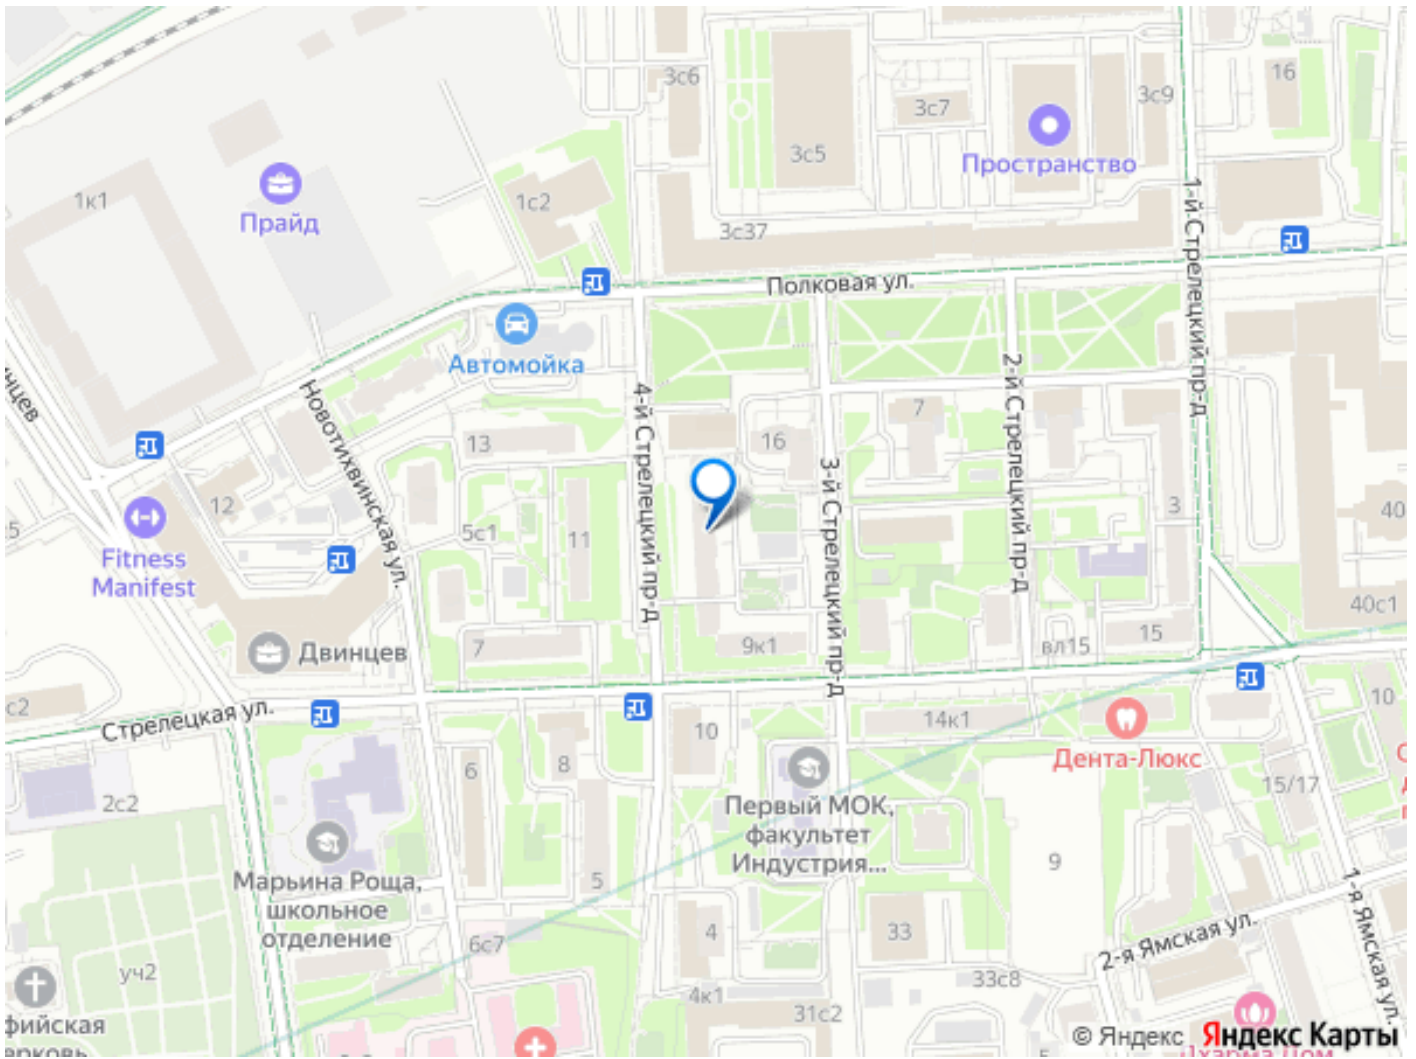 3с6
3с7
3с9
16
3с5
Пространство
1к1
Прайд
1с2
3с37
1-й Стрелецкий пр-д
Полковая ул.
Автомойка
Новотихвинская ул.
4-й Стрелецкий пр-д
2-й Стрелецкий пр-д
3-й Стрелецкий пр-д
7
13
16
12
5с1
11
3
40
Fitness
Manifest
40с1
Двинцев
7
9к1
вл15
15
с2
Стрелецкая ул.
10
14к1
10
Дента-Люкс
6
8
15/17
2с2
Первый МОК,
факультет
Индустрия...
9
Марьина Роща,
школьное
отделение
5
1-я Ямская ул.
6с7
4
33
2-я Ямская ул.
уч2
33с8
4к1
31с2
фийская
© Яндекс Яндекс Карты